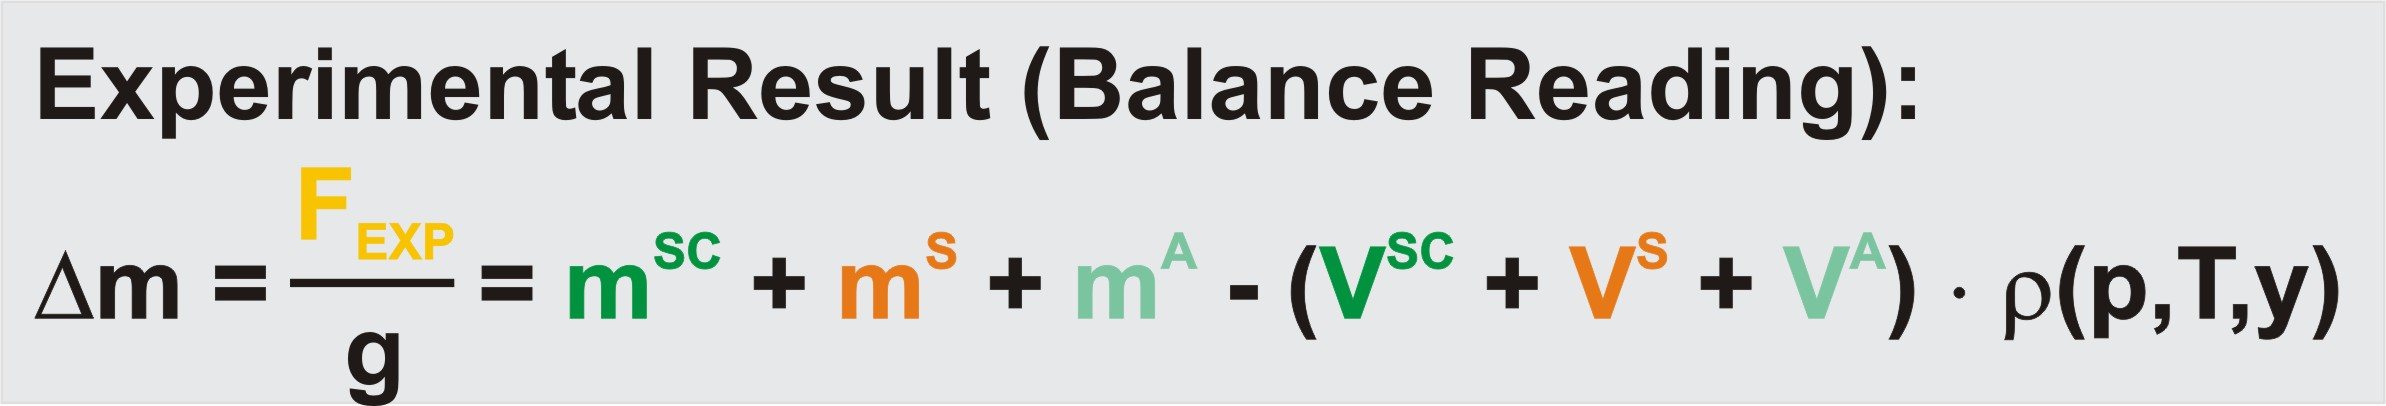 Experimental Result (Balance Reading):
Δm = F_EXP / g = m^SC + m^S + m^A - (V^SC + V^S + V^A) · ρ(p,T,y)